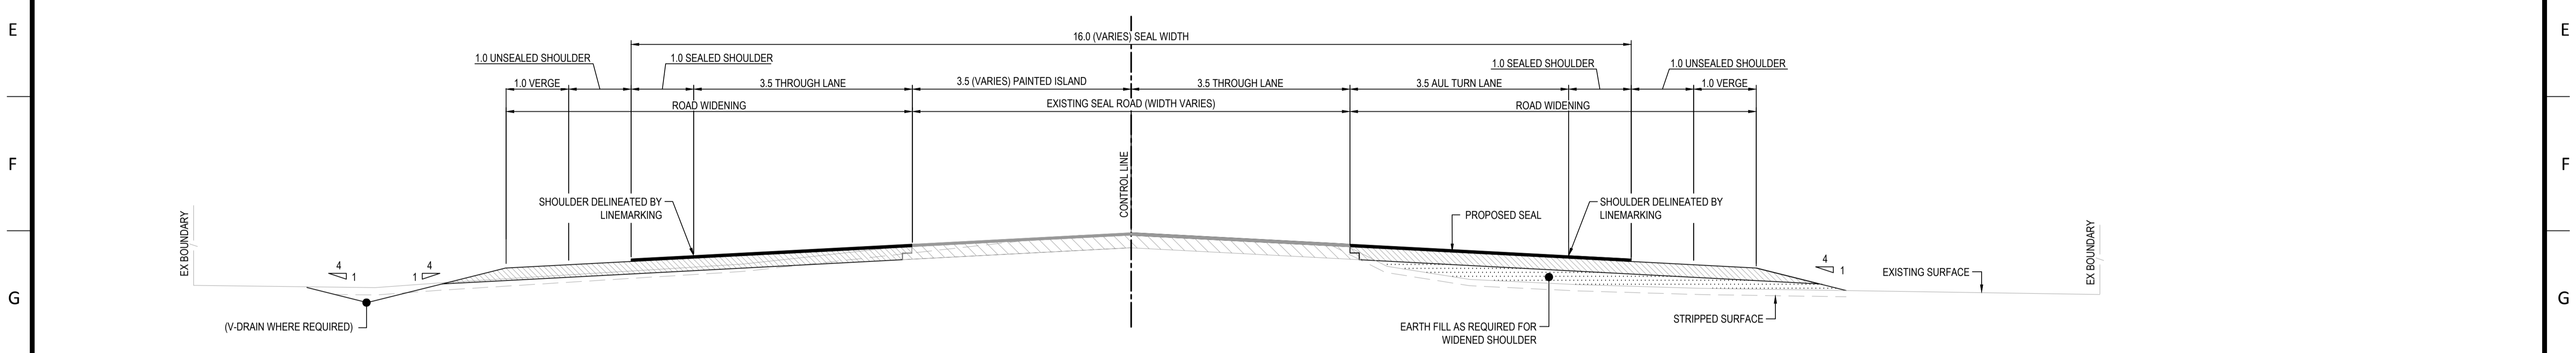 E
E
16.0 (VARIES) SEAL WIDTH
1.0 UNSEALED SHOULDER
1.0 SEALED SHOULDER
1.0 SEALED SHOULDER
1.0 UNSEALED SHOULDER
1.0 VERGE
3.5 THROUGH LANE
3.5 (VARIES) PAINTED ISLAND
3.5 THROUGH LANE
3.5 AUL TURN LANE
1.0 VERGE
ROAD WIDENING
EXISTING SEAL ROAD (WIDTH VARIES)
ROAD WIDENING
F
F
CONTROL LINE
SHOULDER DELINEATED BY
LINEMARKING
PROPOSED SEAL
SHOULDER DELINEATED BY
LINEMARKING
EX BOUNDARY
EX BOUNDARY
4
1
4
1
4
1
EXISTING SURFACE
G
G
(V-DRAIN WHERE REQUIRED)
EARTH FILL AS REQUIRED FOR
WIDENED SHOULDER
STRIPPED SURFACE